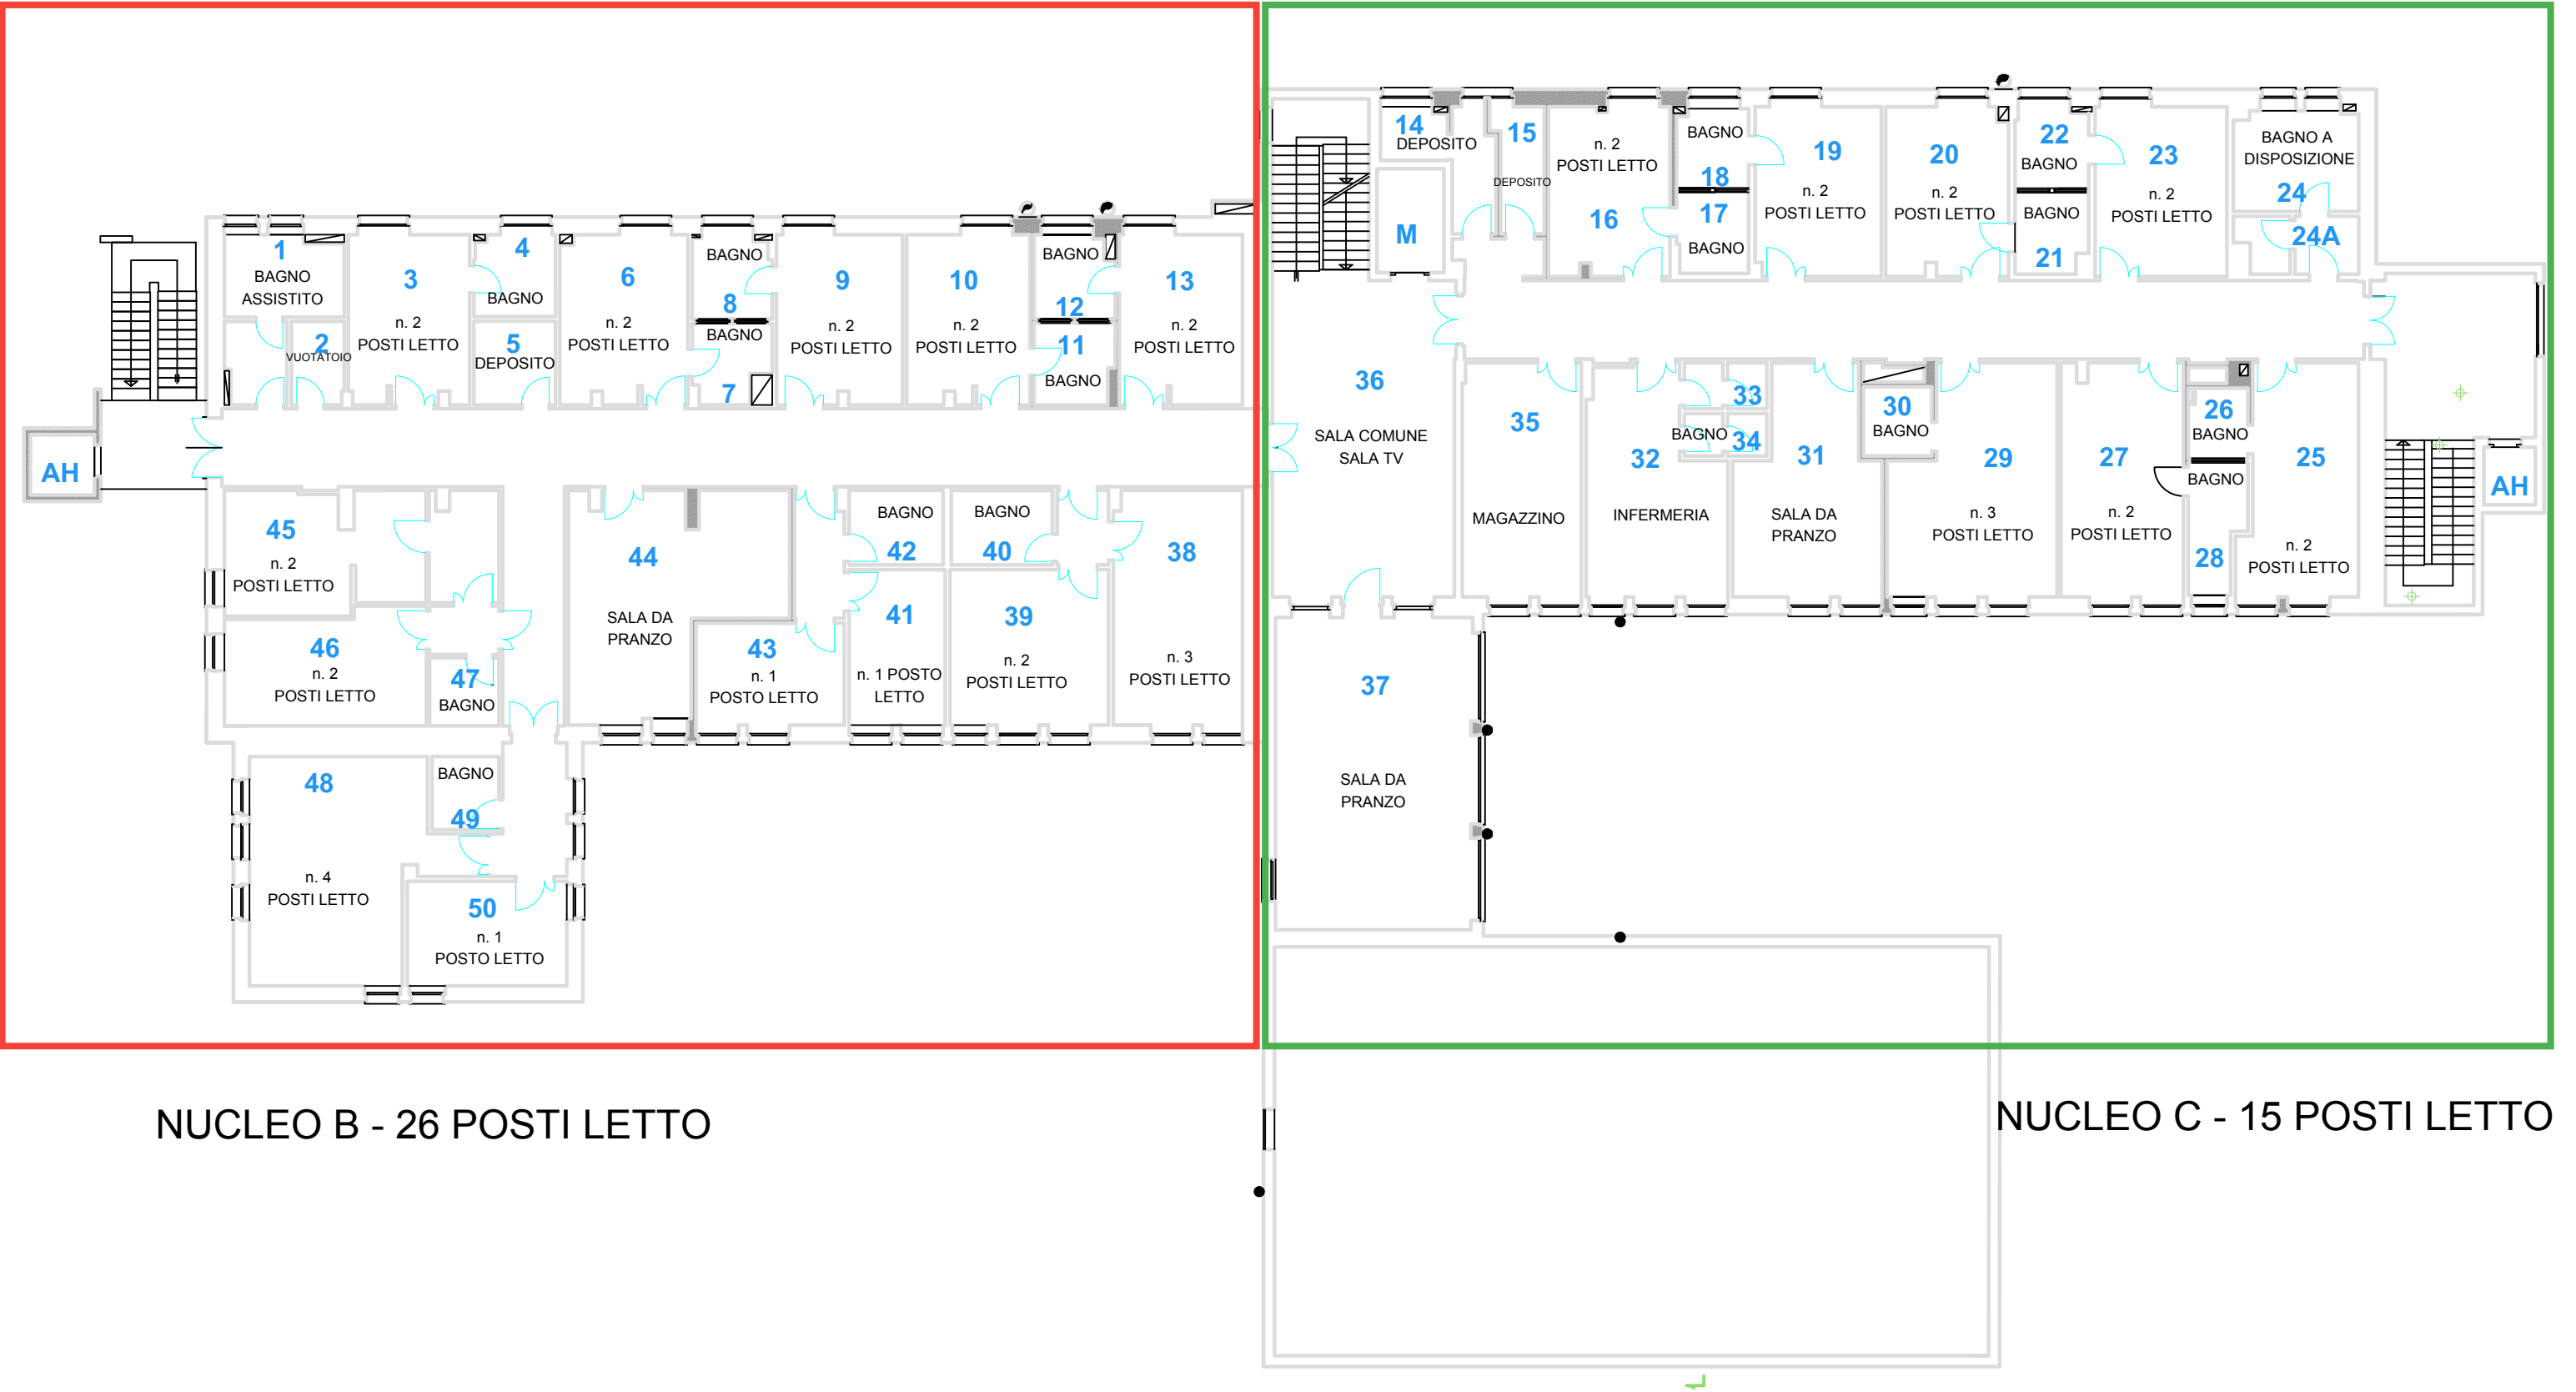 1
BAGNO
ASSISTITO
2
VUOTATOIO
3
n. 2
POSTI LETTO
4
BAGNO
5
DEPOSITO
6
n. 2
POSTI LETTO
BAGNO
8
BAGNO
7
9
n. 2
POSTI LETTO
10
n. 2
POSTI LETTO
BAGNO
12
11
BAGNO
13
n. 2
POSTI LETTO
AH
45
n. 2
POSTI LETTO
46
n. 2
POSTI LETTO
47
BAGNO
44
SALA DA
PRANZO
43
n. 1
POSTO LETTO
BAGNO
42
41
n. 1 POSTO
LETTO
BAGNO
40
39
n. 2
POSTI LETTO
38
n. 3
POSTI LETTO
48
n. 4
POSTI LETTO
BAGNO
49
50
n. 1
POSTO LETTO
14
DEPOSITO
15
DEPOSITO
M
n. 2
POSTI LETTO
16
BAGNO
18
17
BAGNO
19
n. 2
POSTI LETTO
20
n. 2
POSTI LETTO
22
BAGNO
BAGNO
21
23
n. 2
POSTI LETTO
BAGNO A
DISPOSIZIONE
24
24A
36
SALA COMUNE
SALA TV
35
MAGAZZINO
32
INFERMERIA
33
BAGNO
34
31
SALA DA
PRANZO
30
BAGNO
29
n. 3
POSTI LETTO
27
n. 2
POSTI LETTO
26
BAGNO
BAGNO
28
25
n. 2
POSTI LETTO
AH
37
SALA DA
PRANZO
NUCLEO B - 26 POSTI LETTO
NUCLEO C - 15 POSTI LETTO